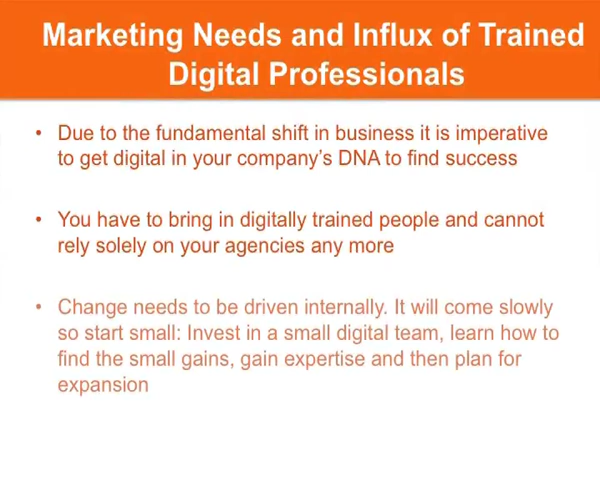 Marketing Needs and Influx of Trained
Digital Professionals
• Due to the fundamental shift in business it is imperative
to get digital in your company's DNA to find success
• You have to bring in digitally trained people and cannot
rely solely on your agencies any more
• Change needs to be driven internally. It will come slowly
so start small: Invest in a small digital team, learn how to
find the small gains, gain expertise and then plan for
expansion